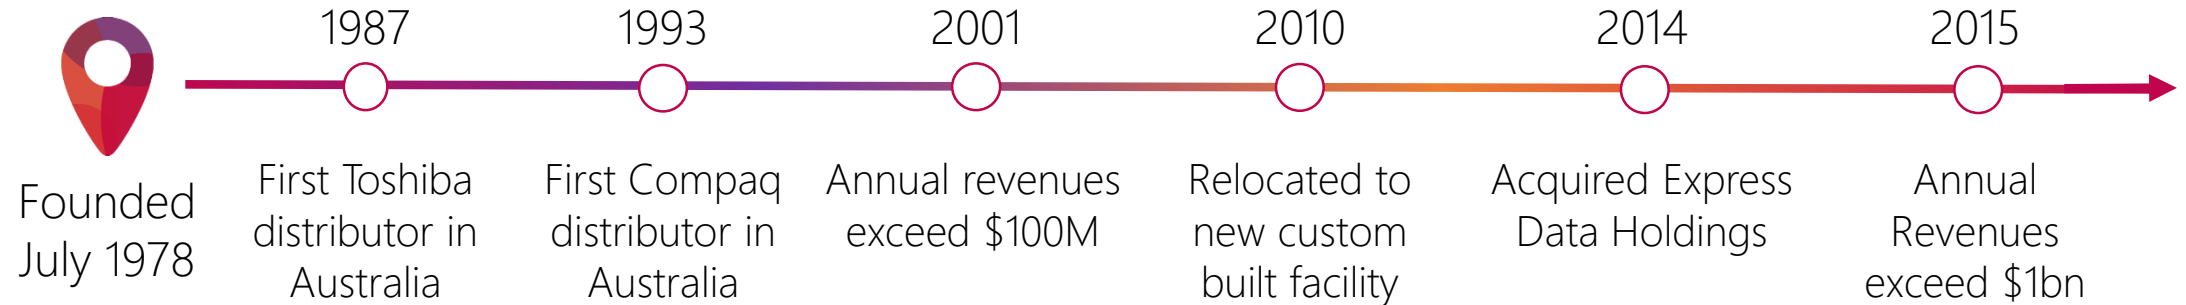 Founded
July 1978
1987
First Toshiba
distributor in
Australia
1993
First Compaq
distributor in
Australia
2001
Annual revenues
exceed $100M
2010
Relocated to
new custom
built facility
2014
Acquired Express
Data Holdings
2015
Annual
Revenues
exceed $1bn